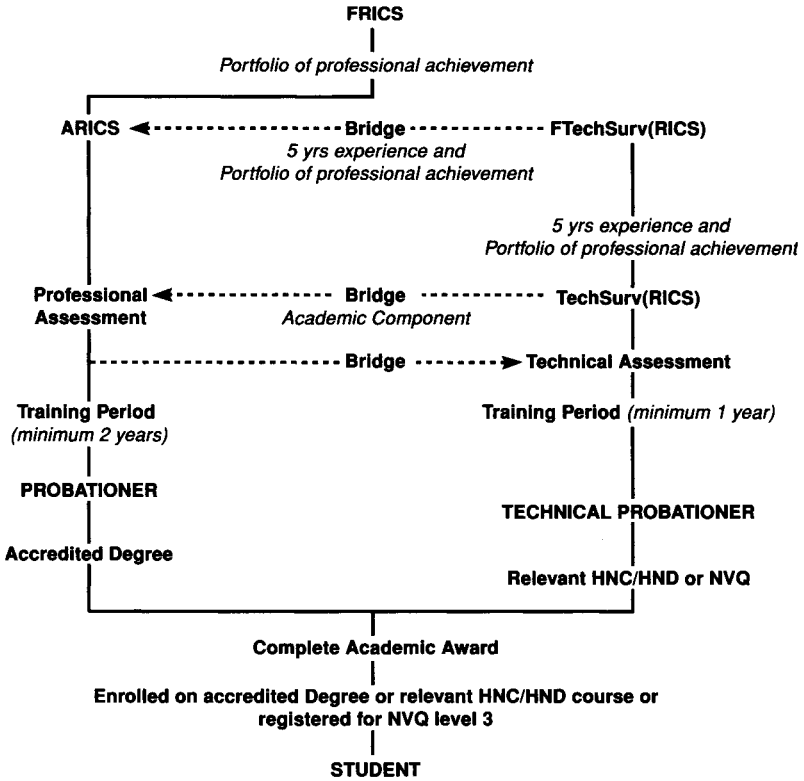 FRICS
Portfolio of professional achievement
ARICS
Bridge
FTechSurv(RICS)
5 yrs experience and
Portfolio of professional achievement
5 yrs experience and
Portfolio of professional achievement
Professional
Assessment
Bridge
Academic Component
TechSurv(RICS)
Bridge
Technical Assessment
Training Period
(minimum 2 years)
Training Period (minimum 1 year)
PROBATIONER
TECHNICAL PROBATIONER
Accredited Degree
Relevant HNC/HND or NVQ
Complete Academic Award
Enrolled on accredited Degree or relevant HNC/HND course or
registered for NVQ level 3
STUDENT